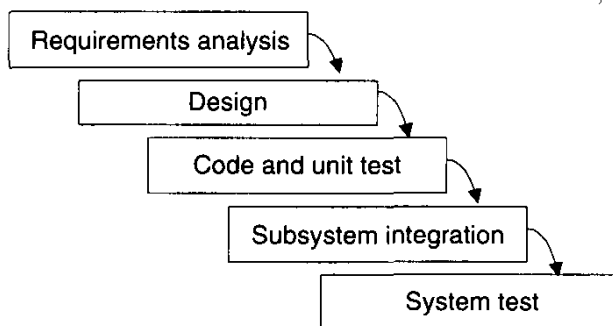 Requirements analysis
Design
Code and unit test
Subsystem integration
System test